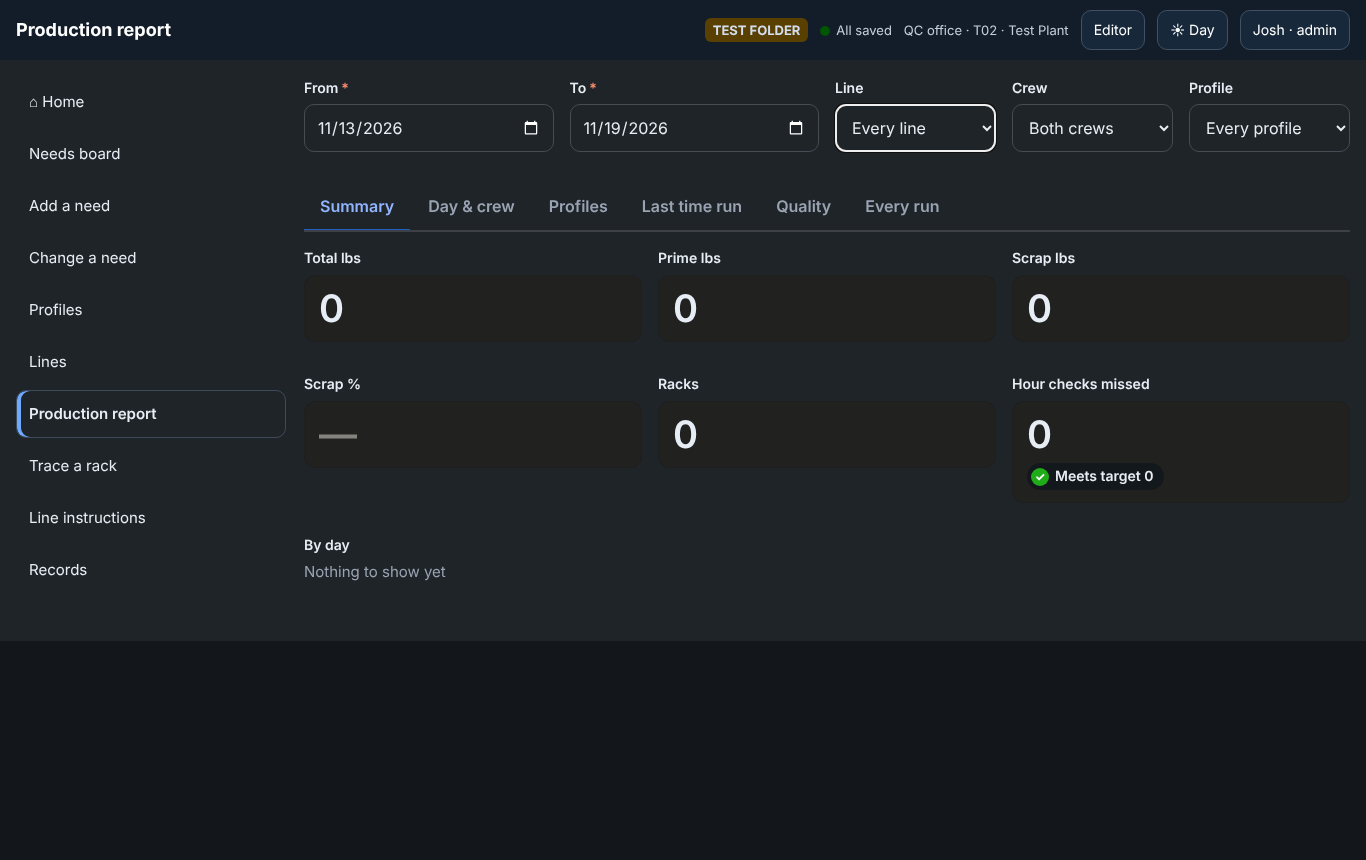 Production report
TEST FOLDER
All saved
QC office · T02 · Test Plant
Editor
☀ Day
Josh · admin
⌂ Home
Needs board
Add a need
Change a need
Profiles
Lines
Production report
Trace a rack
Line instructions
Records
From *
11/13/2026
To *
11/19/2026
Line
Every line
Crew
Both crews
Profile
Every profile
Summary
Day & crew
Profiles
Last time run
Quality
Every run
Total lbs
0
Prime lbs
0
Scrap lbs
0
Scrap %
—
Racks
0
Hour checks missed
0
Meets target 0
By day
Nothing to show yet